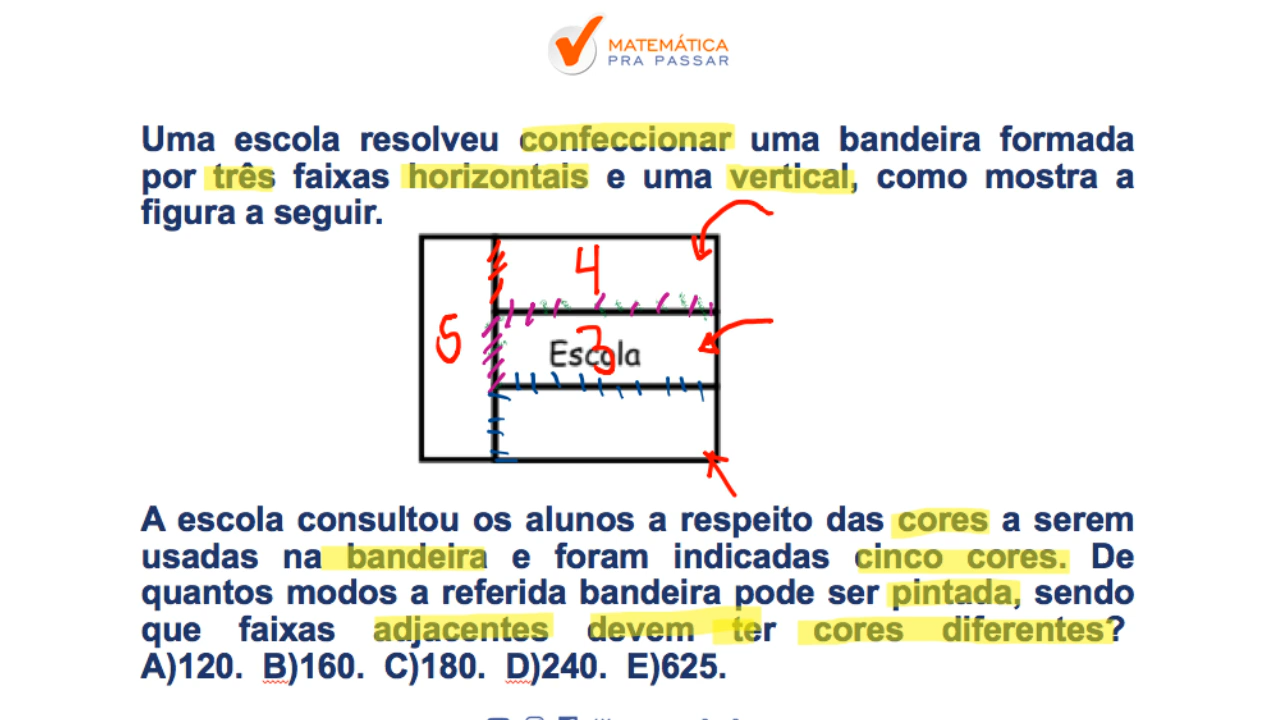 MATEMÁTICA
PRA PASSAR
Uma escola resolveu confeccionar uma bandeira formada
por três faixas horizontais e uma vertical, como mostra a
figura a seguir.
4
5
3
Escola
A escola consultou os alunos a respeito das cores a serem
usadas na bandeira e foram indicadas cinco cores. De
quantos modos a referida bandeira pode ser pintada, sendo
que faixas adjacentes devem ter cores diferentes?
A)120. B)160. C)180. D)240. E)625.